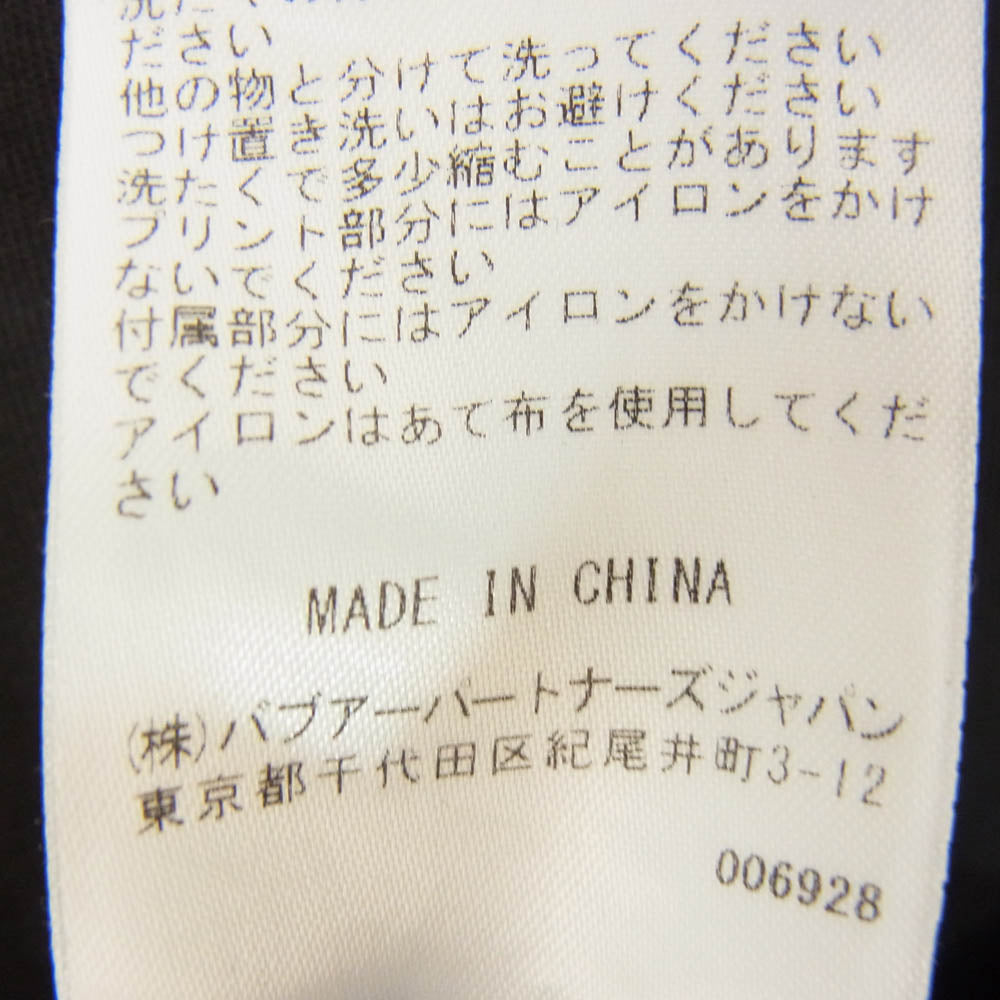 ださい
他の物と分けて洗ってください
つけ置き洗いはお避けください
洗たくで多少縮むことがあります
プリント部分にはアイロンをかけ
ないでください
付属部分にはアイロンをかけない
でください
アイロンはあて布を使用してくだ
さい
MADE IN CHINA
(株)バブアーパートナーズジャパン
東京都千代田区紀尾井町3-12
006928